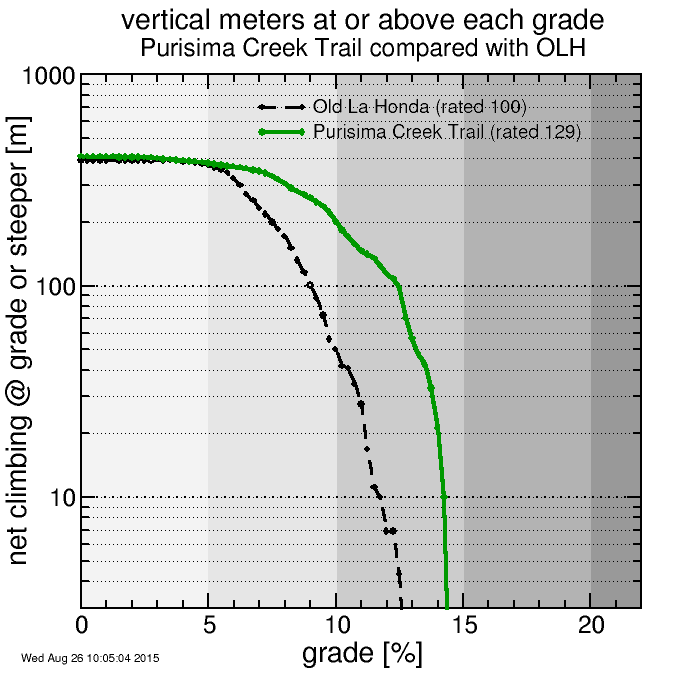 vertical meters at or above each grade
Purisima Creek Trail compared with OLH
1000
Old La Honda (rated 100)
Purisima Creek Trail (rated 129)
net climbing @ grade or steeper [m]
100
10
0 5 10 15 20
grade [%]
Wed Aug 26 10:05:04 2015